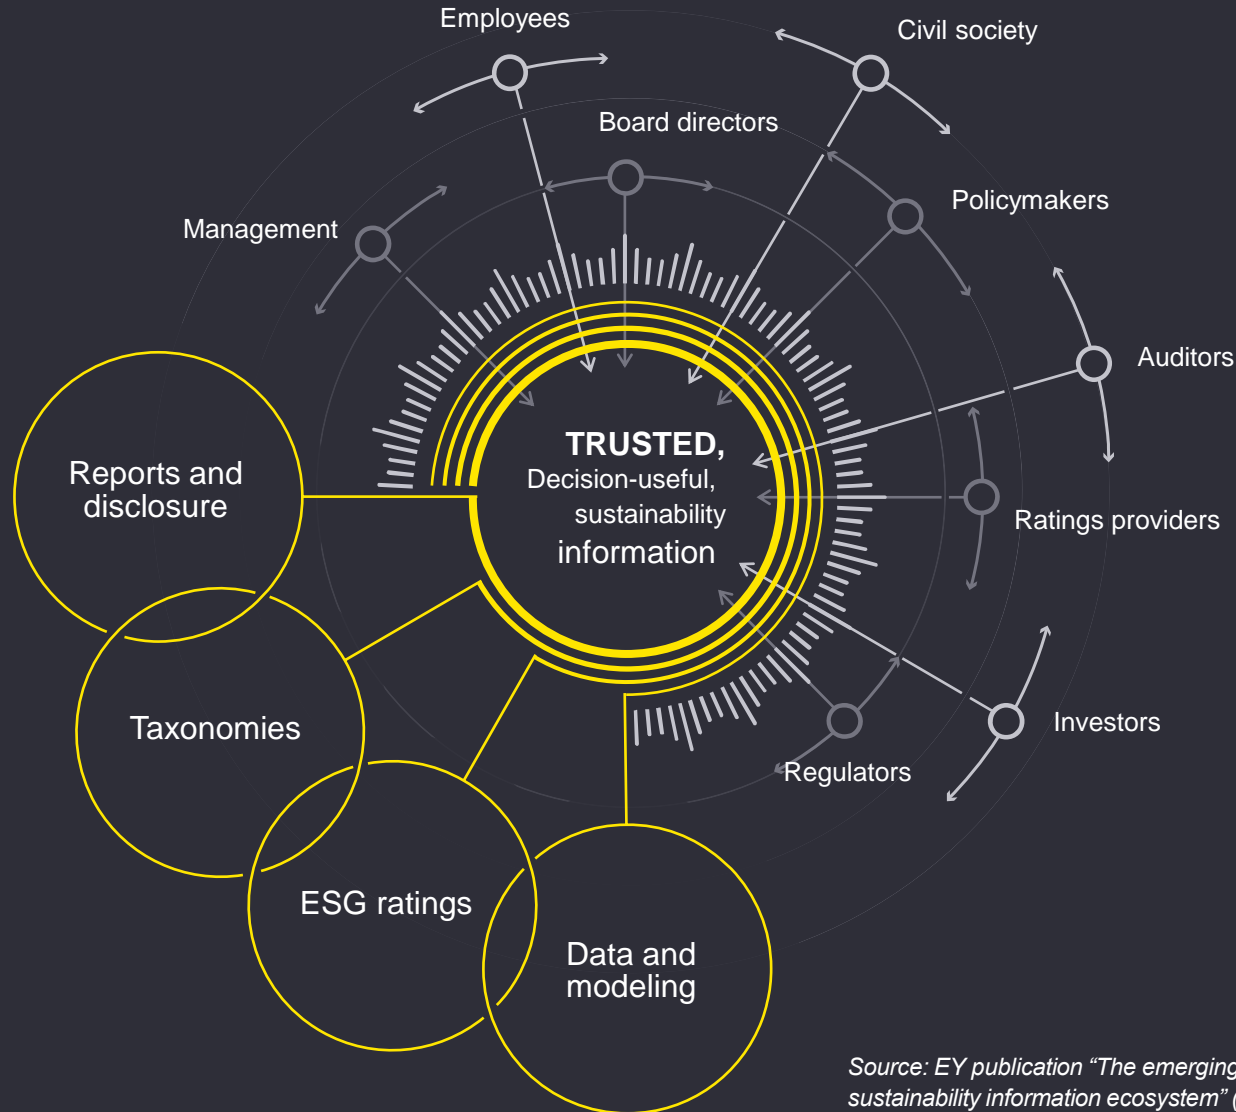 Employees
Civil society
Board directors
Policymakers
Management
Auditors
TRUSTED,
Decision-useful,
sustainability
information
Reports and
disclosure
Ratings providers
Taxonomies
Investors
Regulators
ESG ratings
Data and
modeling
Source: EY publication “The emerging
sustainability information ecosystem” (